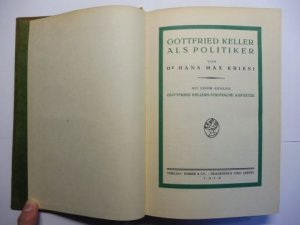 GOTTFRIED KELLER
ALS POLITIKER
VON
Dr HANS MAX KRIESI
MIT EINEM ANHANG:
GOTTFRIED KELLERS POLITISCHE AUFSÄTZE
VERLAG: HUBER & CO. FRAUENFELD UND LEIPZIG
1918